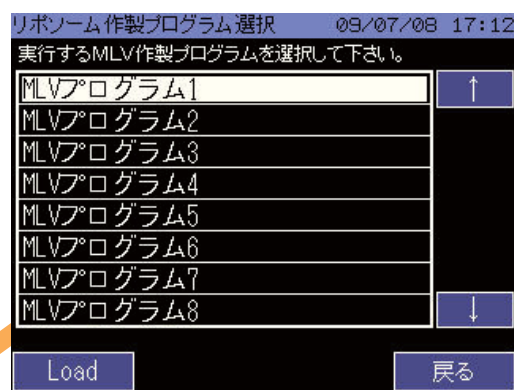 リポソーム作製プログラム選択 09/07/08 17:12
実行するMLV作製プログラムを選択して下さい。
MLVプログラム1 ↑
MLVプログラム2
MLVプログラム3
MLVプログラム4
MLVプログラム5
MLVプログラム6
MLVプログラム7
MLVプログラム8 ↓
Load 戻る